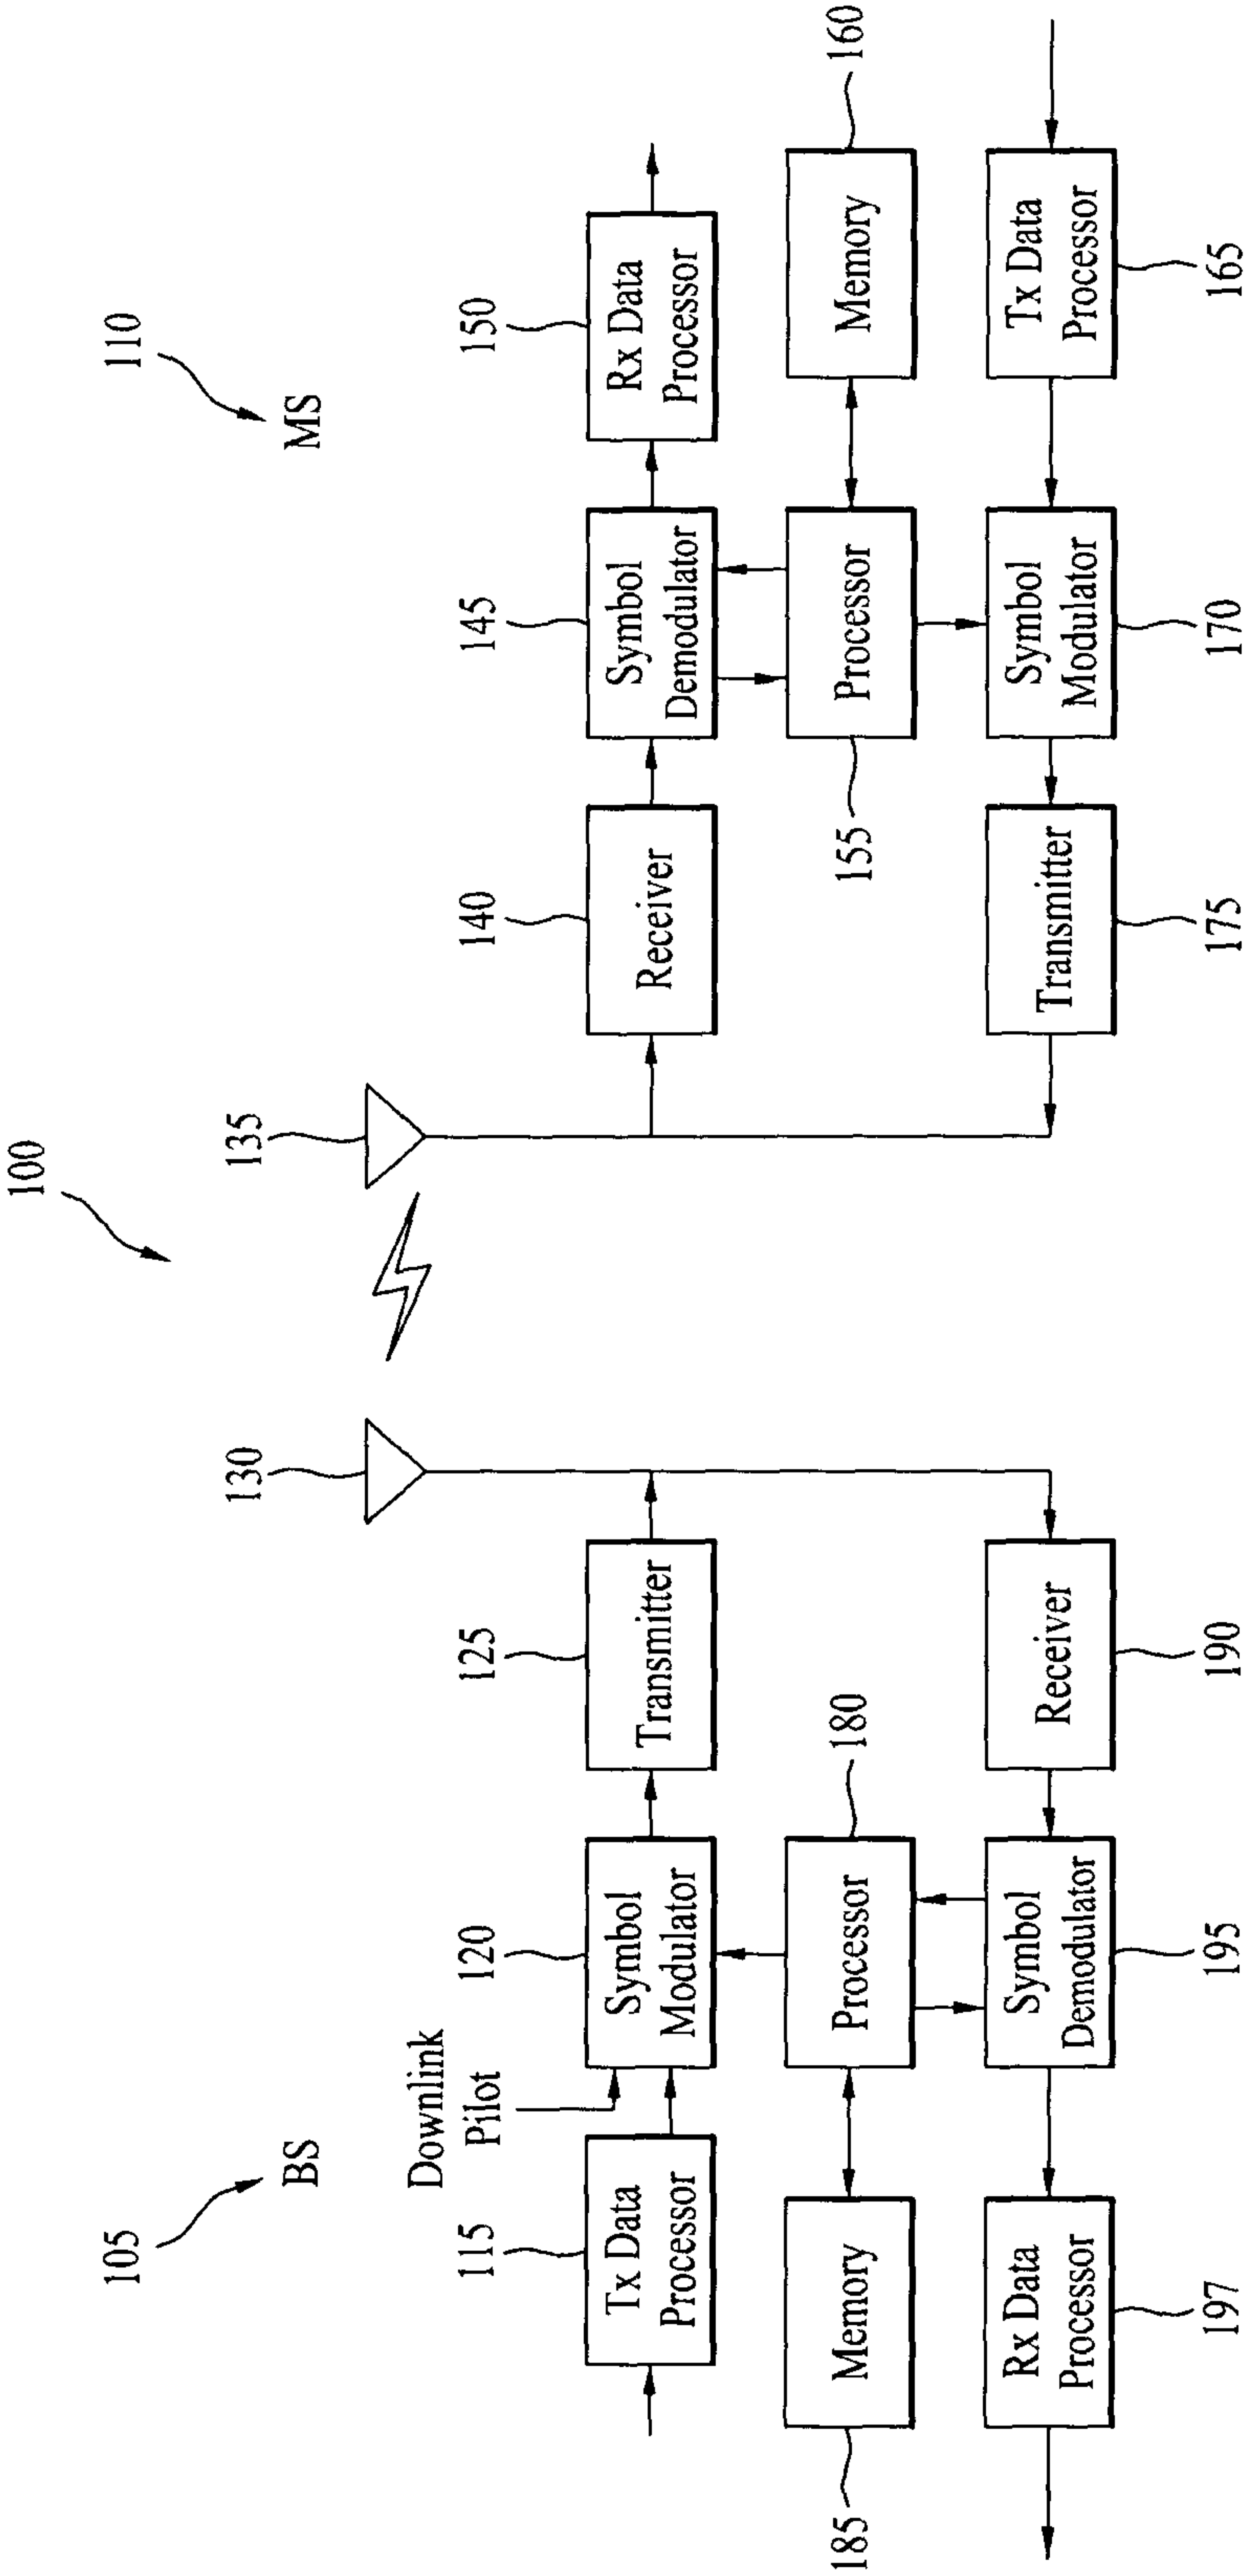 100
105
BS
110
MS
130
135
Downlink
Pilot
115
120
125
140
145
150
Tx Data
Processor
Symbol
Modulator
Transmitter
Receiver
Symbol
Demodulator
Rx Data
Processor
180
160
Memory
Processor
Processor
Memory
185
155
Rx Data
Processor
Symbol
Demodulator
Receiver
Transmitter
Symbol
Modulator
Tx Data
Processor
197
195
190
175
170
165